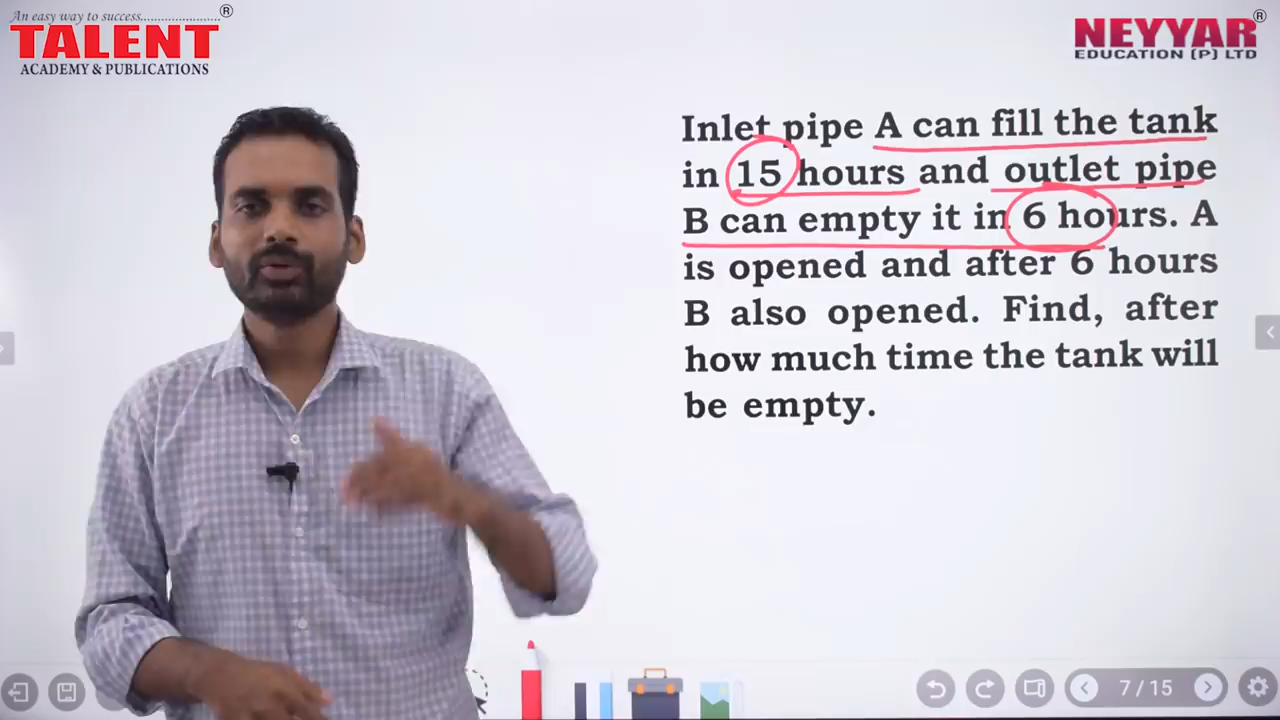 An easy way to success......................
®
TALENT
ACADEMY & PUBLICATIONS
®
NEYYAR
EDUCATION (P) LTD
Inlet pipe A can fill the tank
in 15 hours and outlet pipe
B can empty it in 6 hours. A
is opened and after 6 hours
B also opened. Find, after
how much time the tank will
be empty.
7 / 15